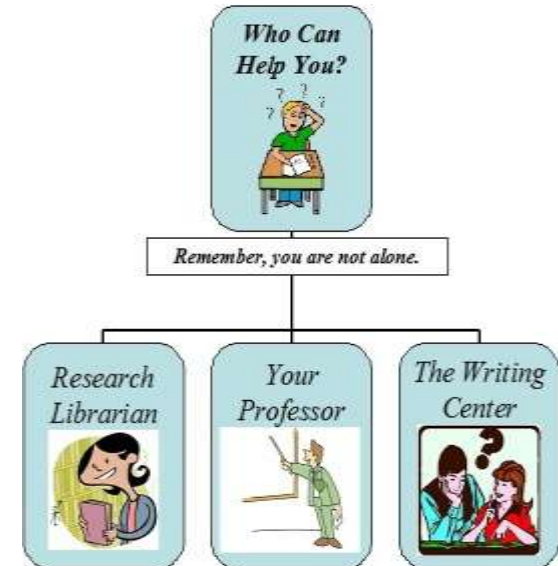 Who Can
Help You?
? ? ? ?
Remember, you are not alone.
Research
Librarian
Your
Professor
The Writing
Center
?